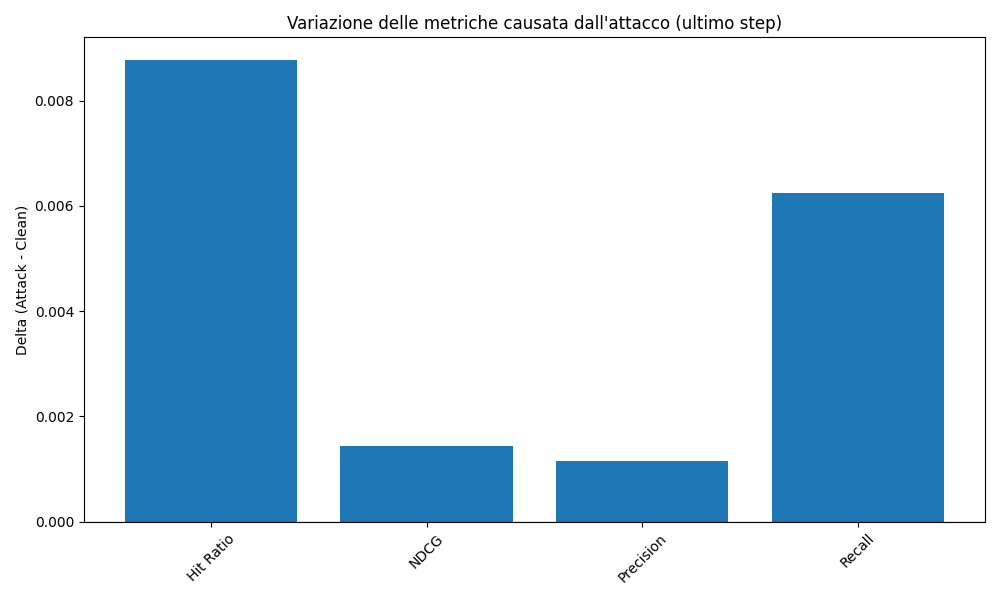 Variazione delle metriche causata dall'attacco (ultimo step)
Delta (Attack - Clean)
0.008
0.006
0.004
0.002
0.000
Hit Ratio
NDCG
Precision
Recall